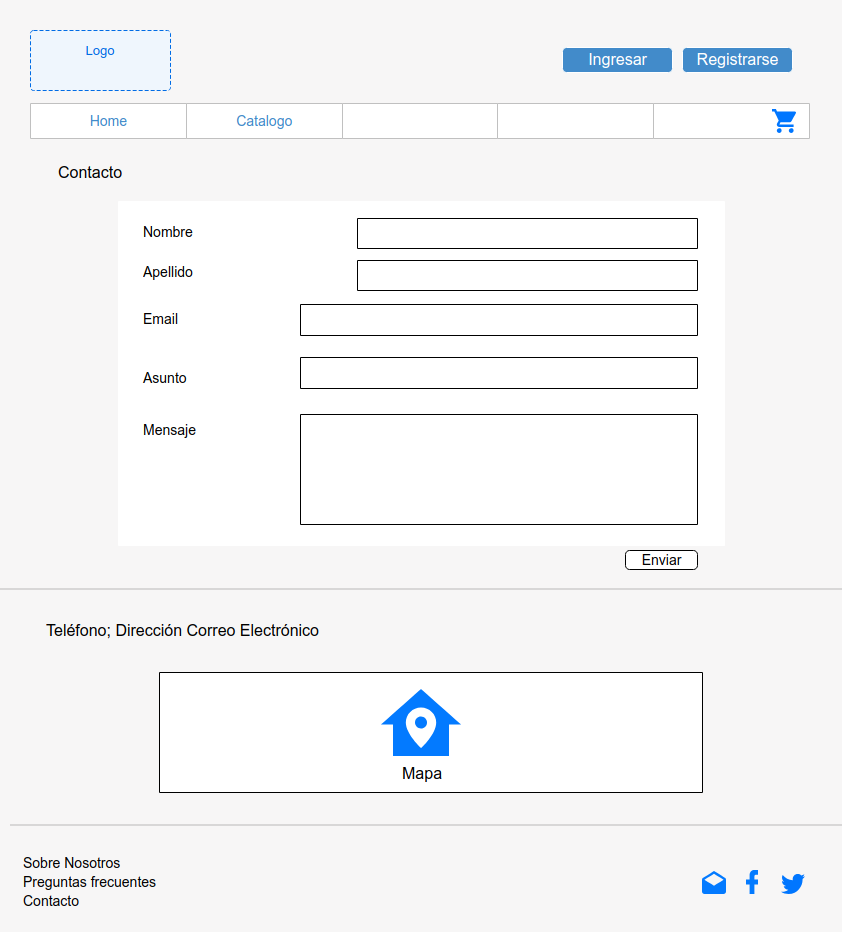 Logo
Ingresar Registrarse
Home Catalogo
Contacto
Nombre
Apellido
Email
Asunto
Mensaje
Enviar
Teléfono; Dirección Correo Electrónico
Mapa
Sobre Nosotros
Preguntas frecuentes
Contacto